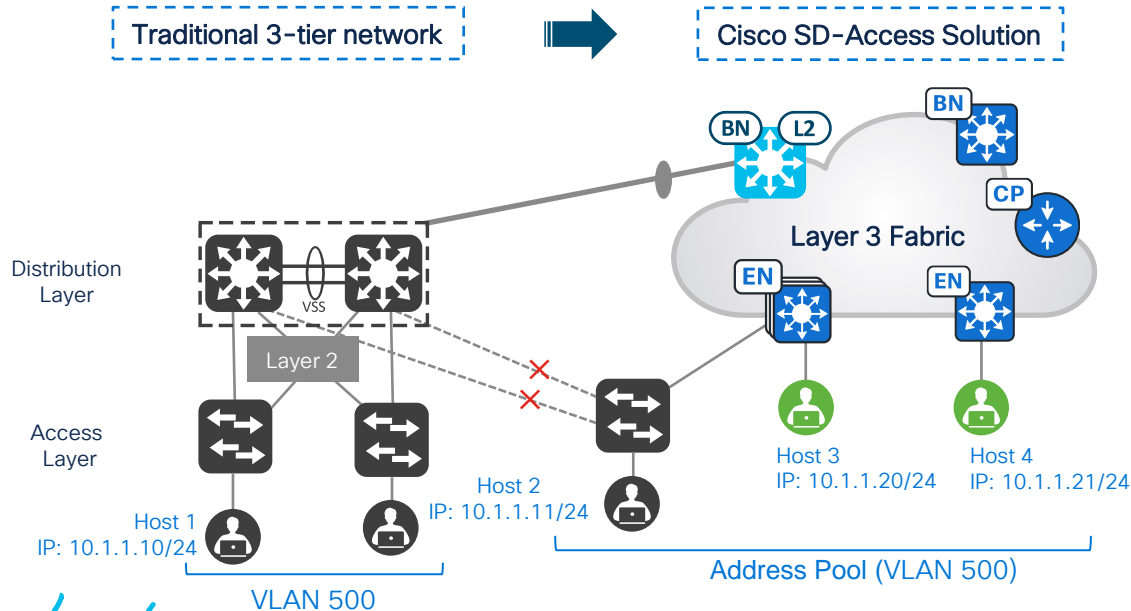 Traditional 3-tier network
Cisco SD-Access Solution
BN
BN
L2
CP
Layer 3 Fabric
Distribution
Layer
VSS
EN
EN
Layer 2
Access
Layer
Host 3
IP: 10.1.1.20/24
Host 4
IP: 10.1.1.21/24
Host 2
IP: 10.1.1.11/24
Host 1
IP: 10.1.1.10/24
Address Pool (VLAN 500)
VLAN 500